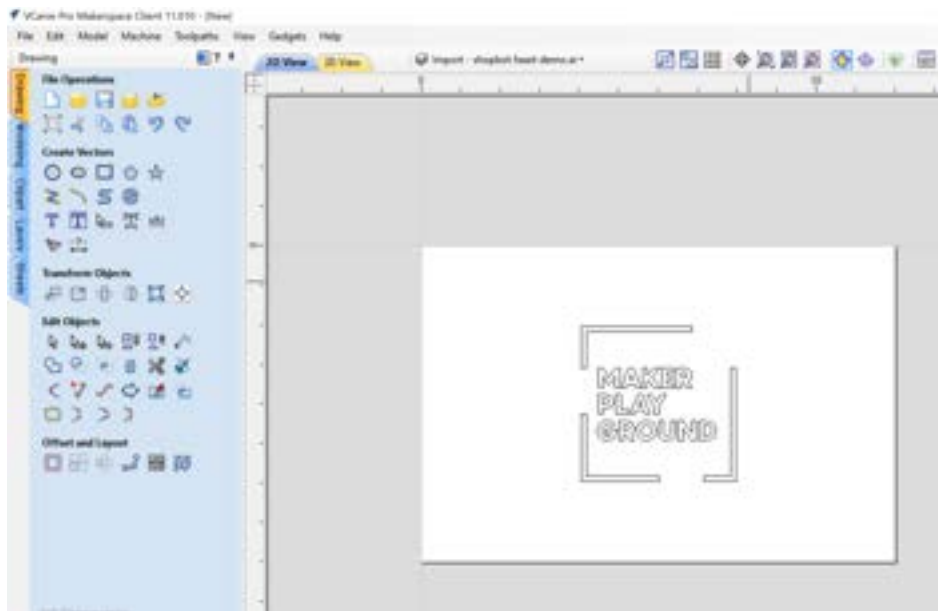 VCarve Pro Makerspace Client 11.010 - [New]
File Edit Model Machine Toolpaths View Gadgets Help
Drawing
2D View 3D View
Import - shopbot heat demo.ai
File Operations
Create Vectors
Transform Objects
Edit Objects
Offset and Layout
Drawing Modeling Clipart Layers Sheets
MAKER
PLAY
GROUND